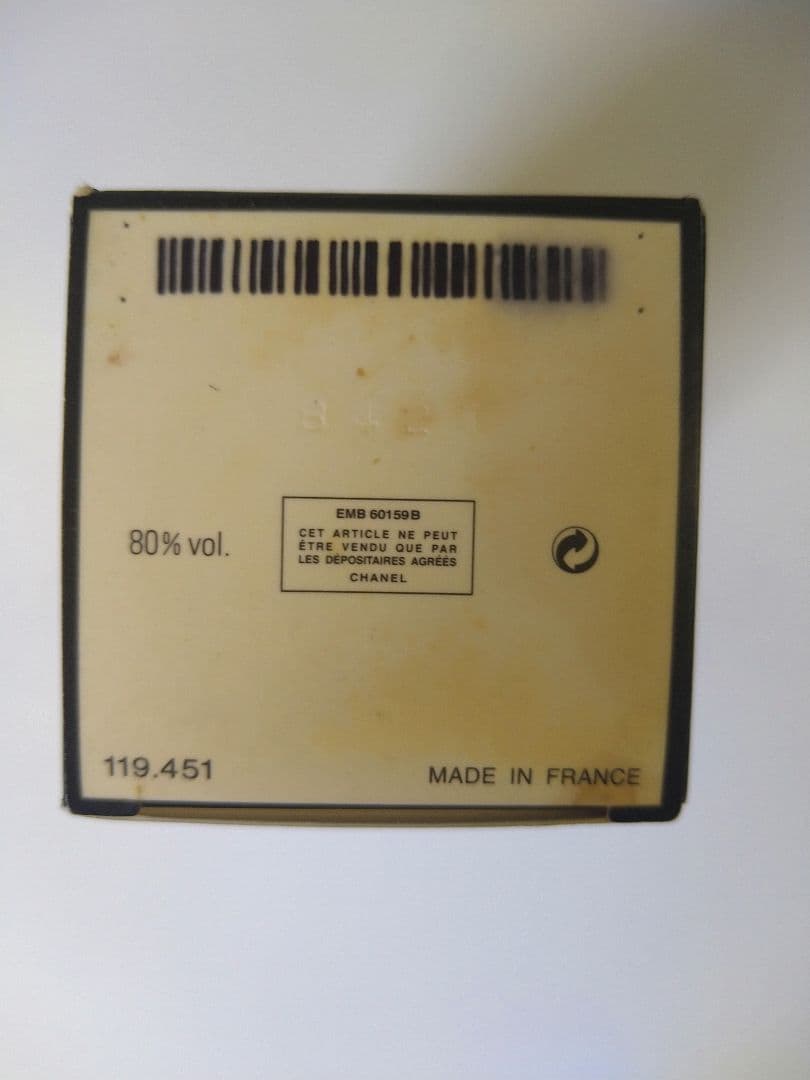 80% vol.
EMB 60159B
CET ARTICLE NE PEUT
ÊTRE VENDU QUE PAR
LES DÉPOSITAIRES AGRÉÉS
CHANEL
119.451
MADE IN FRANCE